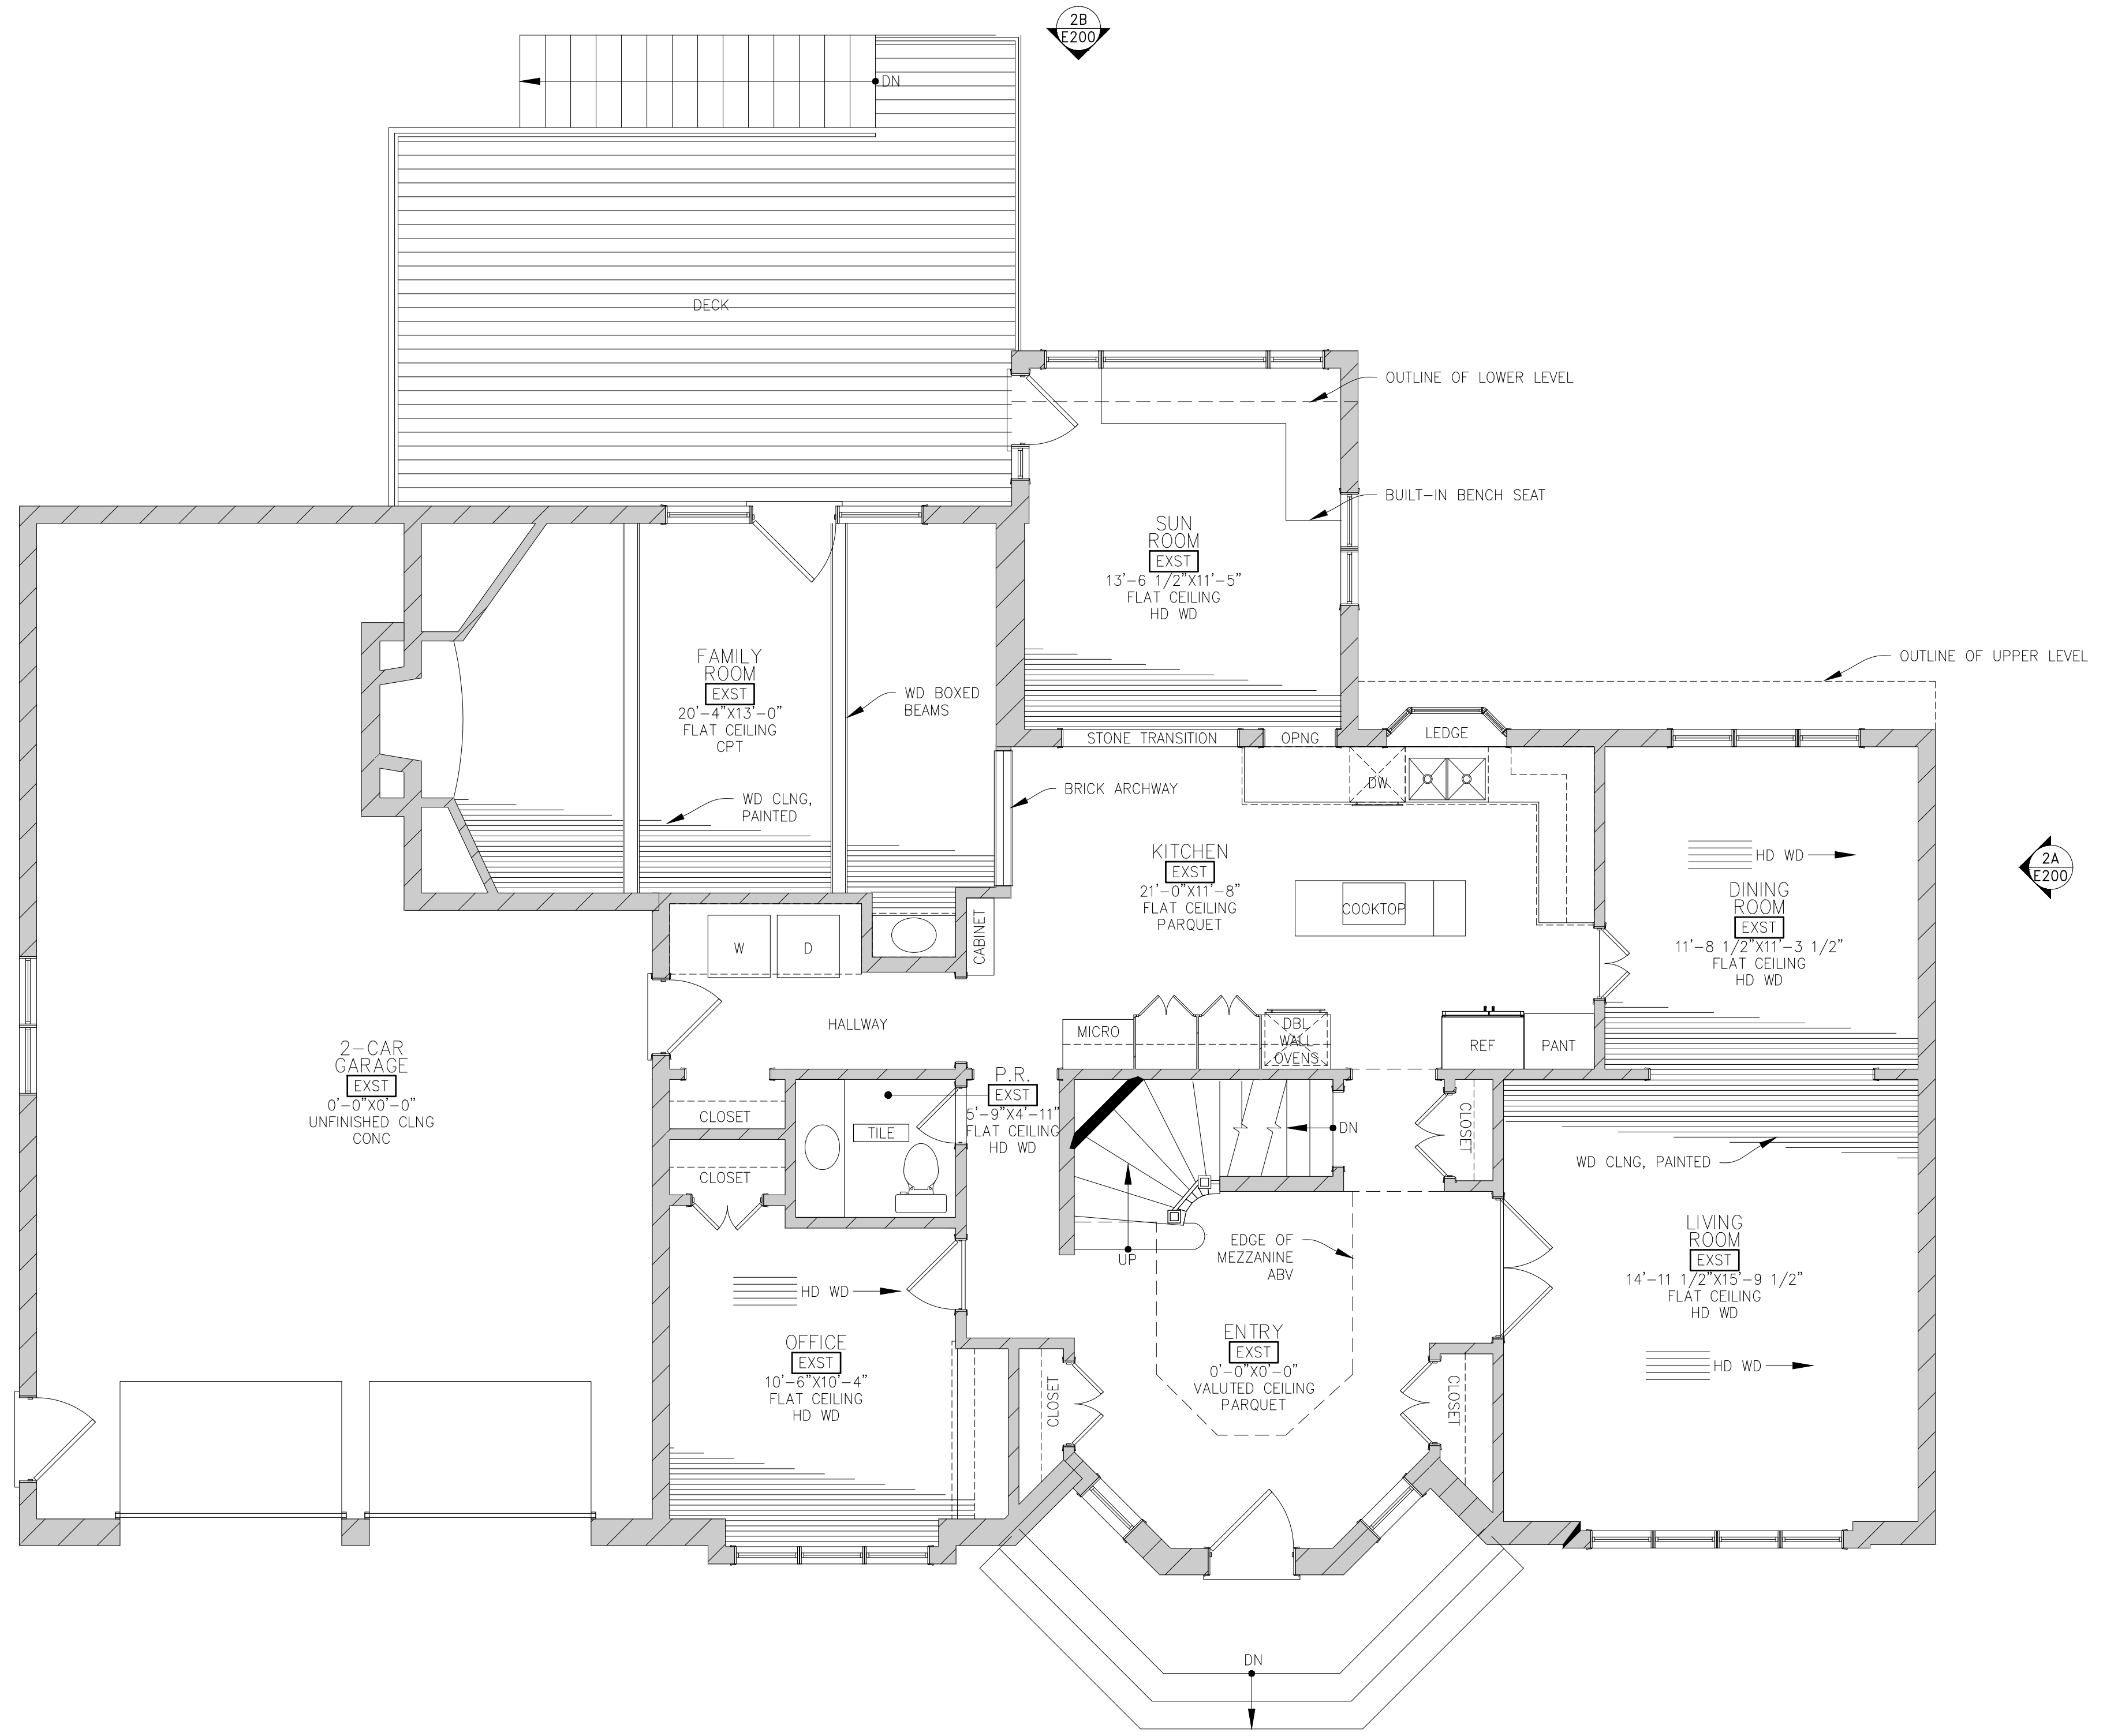 2B
E200
DN
DECK
OUTLINE OF LOWER LEVEL
BUILT-IN BENCH SEAT
SUN
ROOM
EXST
13'-6 1/2"X11'-5"
FLAT CEILING
HD WD
OUTLINE OF UPPER LEVEL
FAMILY
ROOM
EXST
20'-4"X13'-0"
FLAT CEILING
CPT
WD BOXED
BEAMS
STONE TRANSITION
OPNG
LEDGE
DW
BRICK ARCHWAY
WD CLNG,
PAINTED
KITCHEN
EXST
21'-0"X11'-8"
FLAT CEILING
PARQUET
COOKTOP
HD WD
DINING
ROOM
EXST
11'-8 1/2"X11'-3 1/2"
FLAT CEILING
HD WD
2A
E200
W
D
CABINET
HALLWAY
MICRO
DBL
WALL
OVENS
REF
PANT
2-CAR
GARAGE
EXST
0'-0"X0'-0"
UNFINISHED CLNG
CONC
CLOSET
TILE
P.R.
EXST
5'-9"X4'-11"
FLAT CEILING
HD WD
DN
CLOSET
WD CLNG, PAINTED
CLOSET
UP
EDGE OF
MEZZANINE
ABV
LIVING
ROOM
EXST
14'-11 1/2"X15'-9 1/2"
FLAT CEILING
HD WD
HD WD
HD WD
OFFICE
EXST
10'-6"X10'-4"
FLAT CEILING
HD WD
CLOSET
ENTRY
EXST
0'-0"X0'-0"
VALUTED CEILING
PARQUET
CLOSET
DN